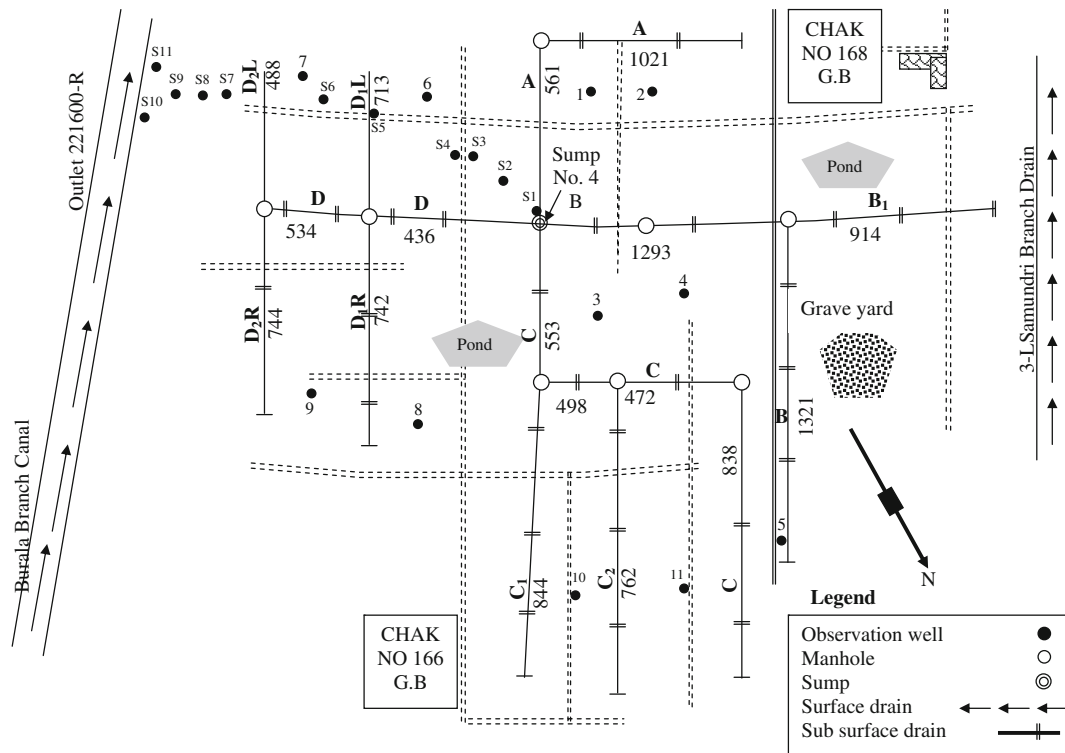 A
1021
CHAK
NO 168
G.B
S11
S9
S8
S7
S10
D₂L
488
7
S6
D₁L
713
S5
6
A
561
1
2
S4
S3
S2
S1
Sump
No. 4
B
Pond
Outlet 221600-R
D
534
D
436
1293
B₁
914
3-LSamundri Branch Drain
D₂R
744
D₁R
742
C
553
3
4
Grave yard
Pond
C
498
472
9
8
B
1321
838
Burala Branch Canal
5
C₁
844
10
C₂
762
11
C
N
CHAK
NO 166
G.B
Legend
Observation well
Manhole
Sump
Surface drain
Sub surface drain